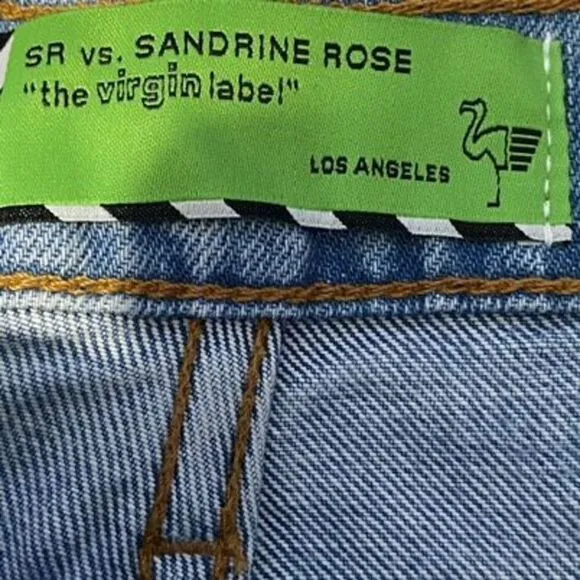 SR vs. SANDRINE ROSE
"the virgin label"
LOS ANGELES